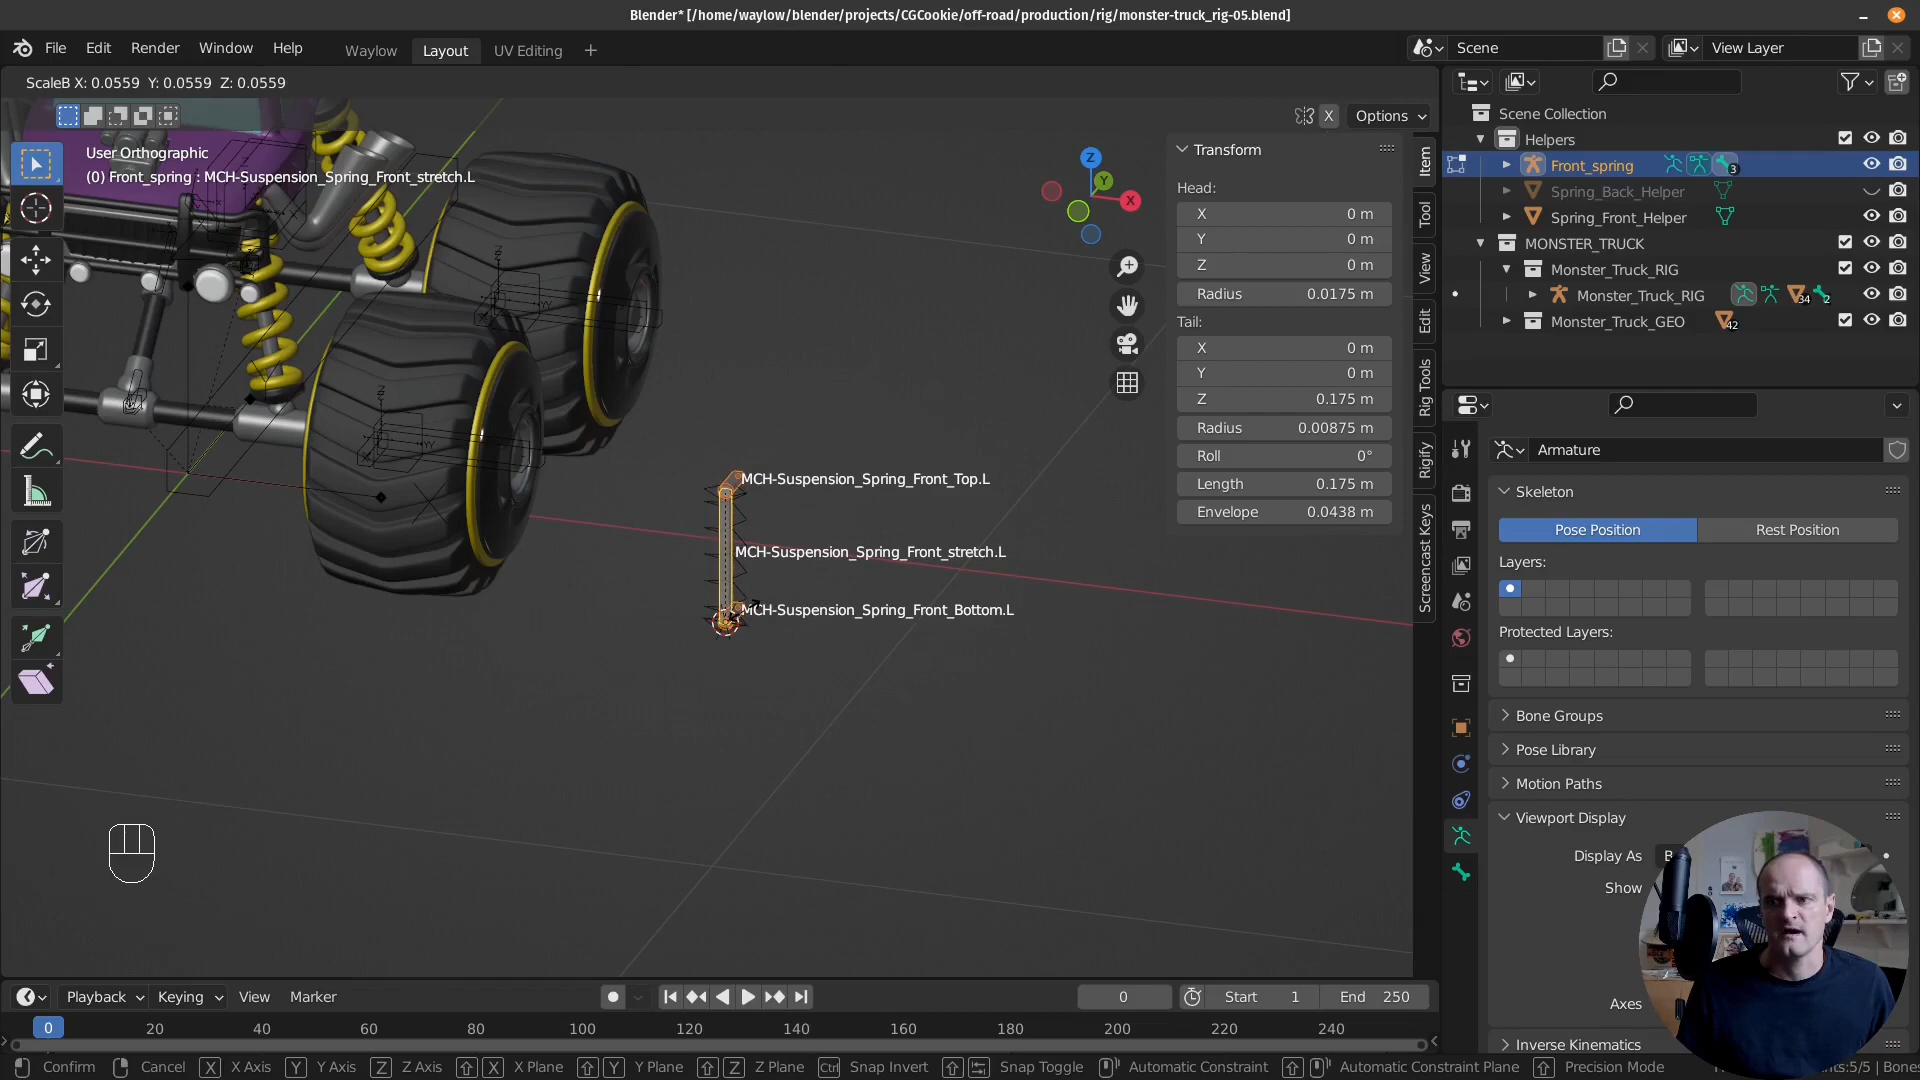 Blender* [/home/waylow/blender/projects/CGCookie/off-road/production/rig/monster-truck_rig-05.blend]
File Edit Render Window Help
Waylow Layout UV Editing +
Scene
View Layer
ScaleB X: 0.0559 Y: 0.0559 Z: 0.0559
X Options
User Orthographic
(0) Front_spring : MCH-Suspension_Spring_Front_stretch.L
Z
Y
X
MCH-Suspension_Spring_Front_Top.L
MCH-Suspension_Spring_Front_stretch.L
MCH-Suspension_Spring_Front_Bottom.L
Transform
Head:
X 0 m
Y 0 m
Z 0 m
Radius 0.0175 m
Tail:
X 0 m
Y 0 m
Z 0.175 m
Radius 0.00875 m
Roll 0°
Length 0.175 m
Envelope 0.0438 m
Item
Tool
View
Edit
Rig Tools
Rigify
Screencast Keys
Scene Collection
Helpers
Front_spring 3
Spring_Back_Helper
Spring_Front_Helper
MONSTER_TRUCK
Monster_Truck_RIG
Monster_Truck_RIG 34 2
Monster_Truck_GEO 42
Armature
Skeleton
Pose Position Rest Position
Layers:
Protected Layers:
Bone Groups
Pose Library
Motion Paths
Viewport Display
Display As B
Show
Axes
Inverse Kinematics
Playback Keying View Marker
0 Start 1 End 250
0 20 40 60 80 100 120 140 160 180 200 220 240
Confirm Cancel X X Axis Y Y Axis Z Z Axis X X Plane Y Y Plane Z Z Plane Ctrl Snap Invert Snap Toggle Automatic Constraint Automatic Constraint Plane Precision Mode